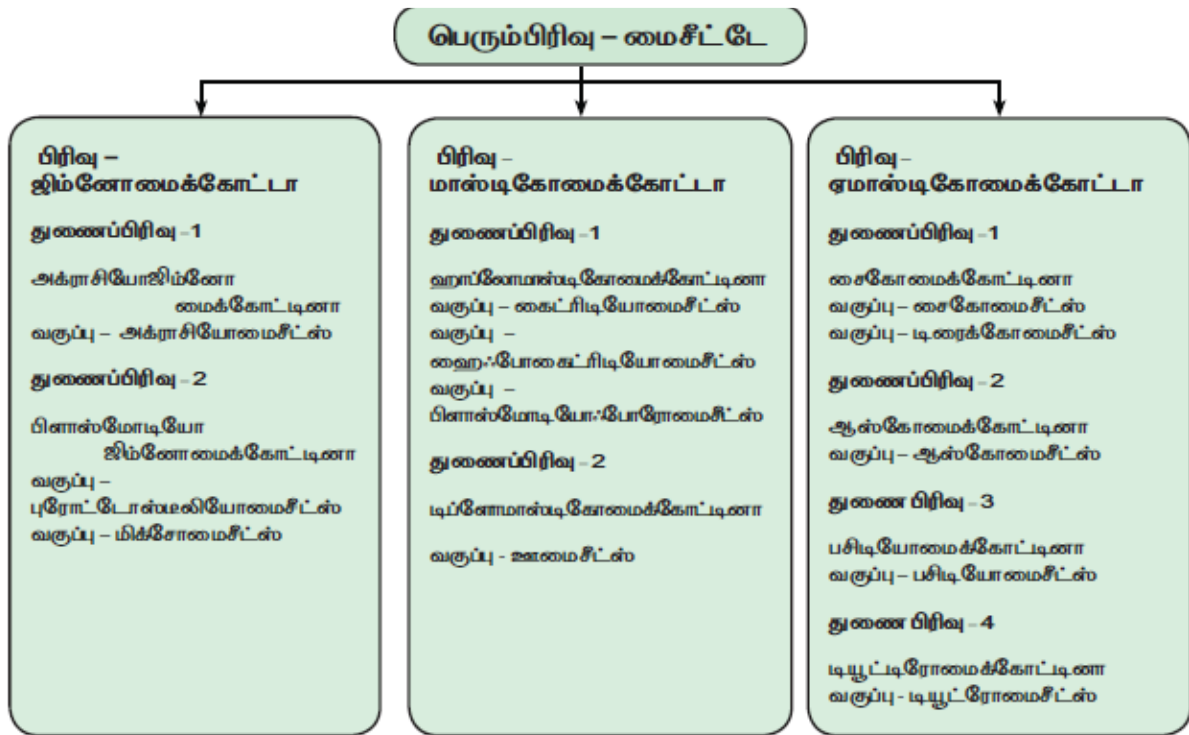 பெரும்பிரிவு – மைசீட்டே
பிரிவு –
ஜிம்னோமைக்கோட்டா
துணைப்பிரிவு -1
அக்ராசியோஜிம்னோ
மைக்கோட்டினா
வகுப்பு – அக்ராசியோமைசீட்ஸ்
துணைப்பிரிவு -2
பிளாஸ்மோடியோ
ஜிம்னோமைக்கோட்டினா
வகுப்பு –
புரோட்டோஸ்டீலியோமைசீட்ஸ்
வகுப்பு – மிக்சோமைசீட்ஸ்
பிரிவு -
மாஸ்டிகோமைக்கோட்டா
துணைப்பிரிவு -1
ஹாப்லோமாஸ்டிகோமைக்கோட்டினா
வகுப்பு – கைட்ரிடியோமைசீட்ஸ்
வகுப்பு –
ஹைஃபோகைட்ரிடியோமைசீட்ஸ்
வகுப்பு –
பிளாஸ்மோடியோஃபோரோமைசீட்ஸ்
துணைப்பிரிவு -2
டிப்ளோமாஸ்டிகோமைக்கோட்டினா
வகுப்பு - ஊமைசீட்ஸ்
பிரிவு -
ஏமாஸ்டிகோமைக்கோட்டா
துணைப்பிரிவு -1
சைகோமைக்கோட்டினா
வகுப்பு – சைகோமைசீட்ஸ்
வகுப்பு – டிரைக்கோமைசீட்ஸ்
துணைப்பிரிவு -2
ஆஸ்கோமைக்கோட்டினா
வகுப்பு – ஆஸ்கோமைசீட்ஸ்
துணை பிரிவு -3
பசிடியோமைக்கோட்டினா
வகுப்பு – பசிடியோமைசீட்ஸ்
துணை பிரிவு -4
டியூட்டிரோமைக்கோட்டினா
வகுப்பு - டியூட்ரோமைசீட்ஸ்